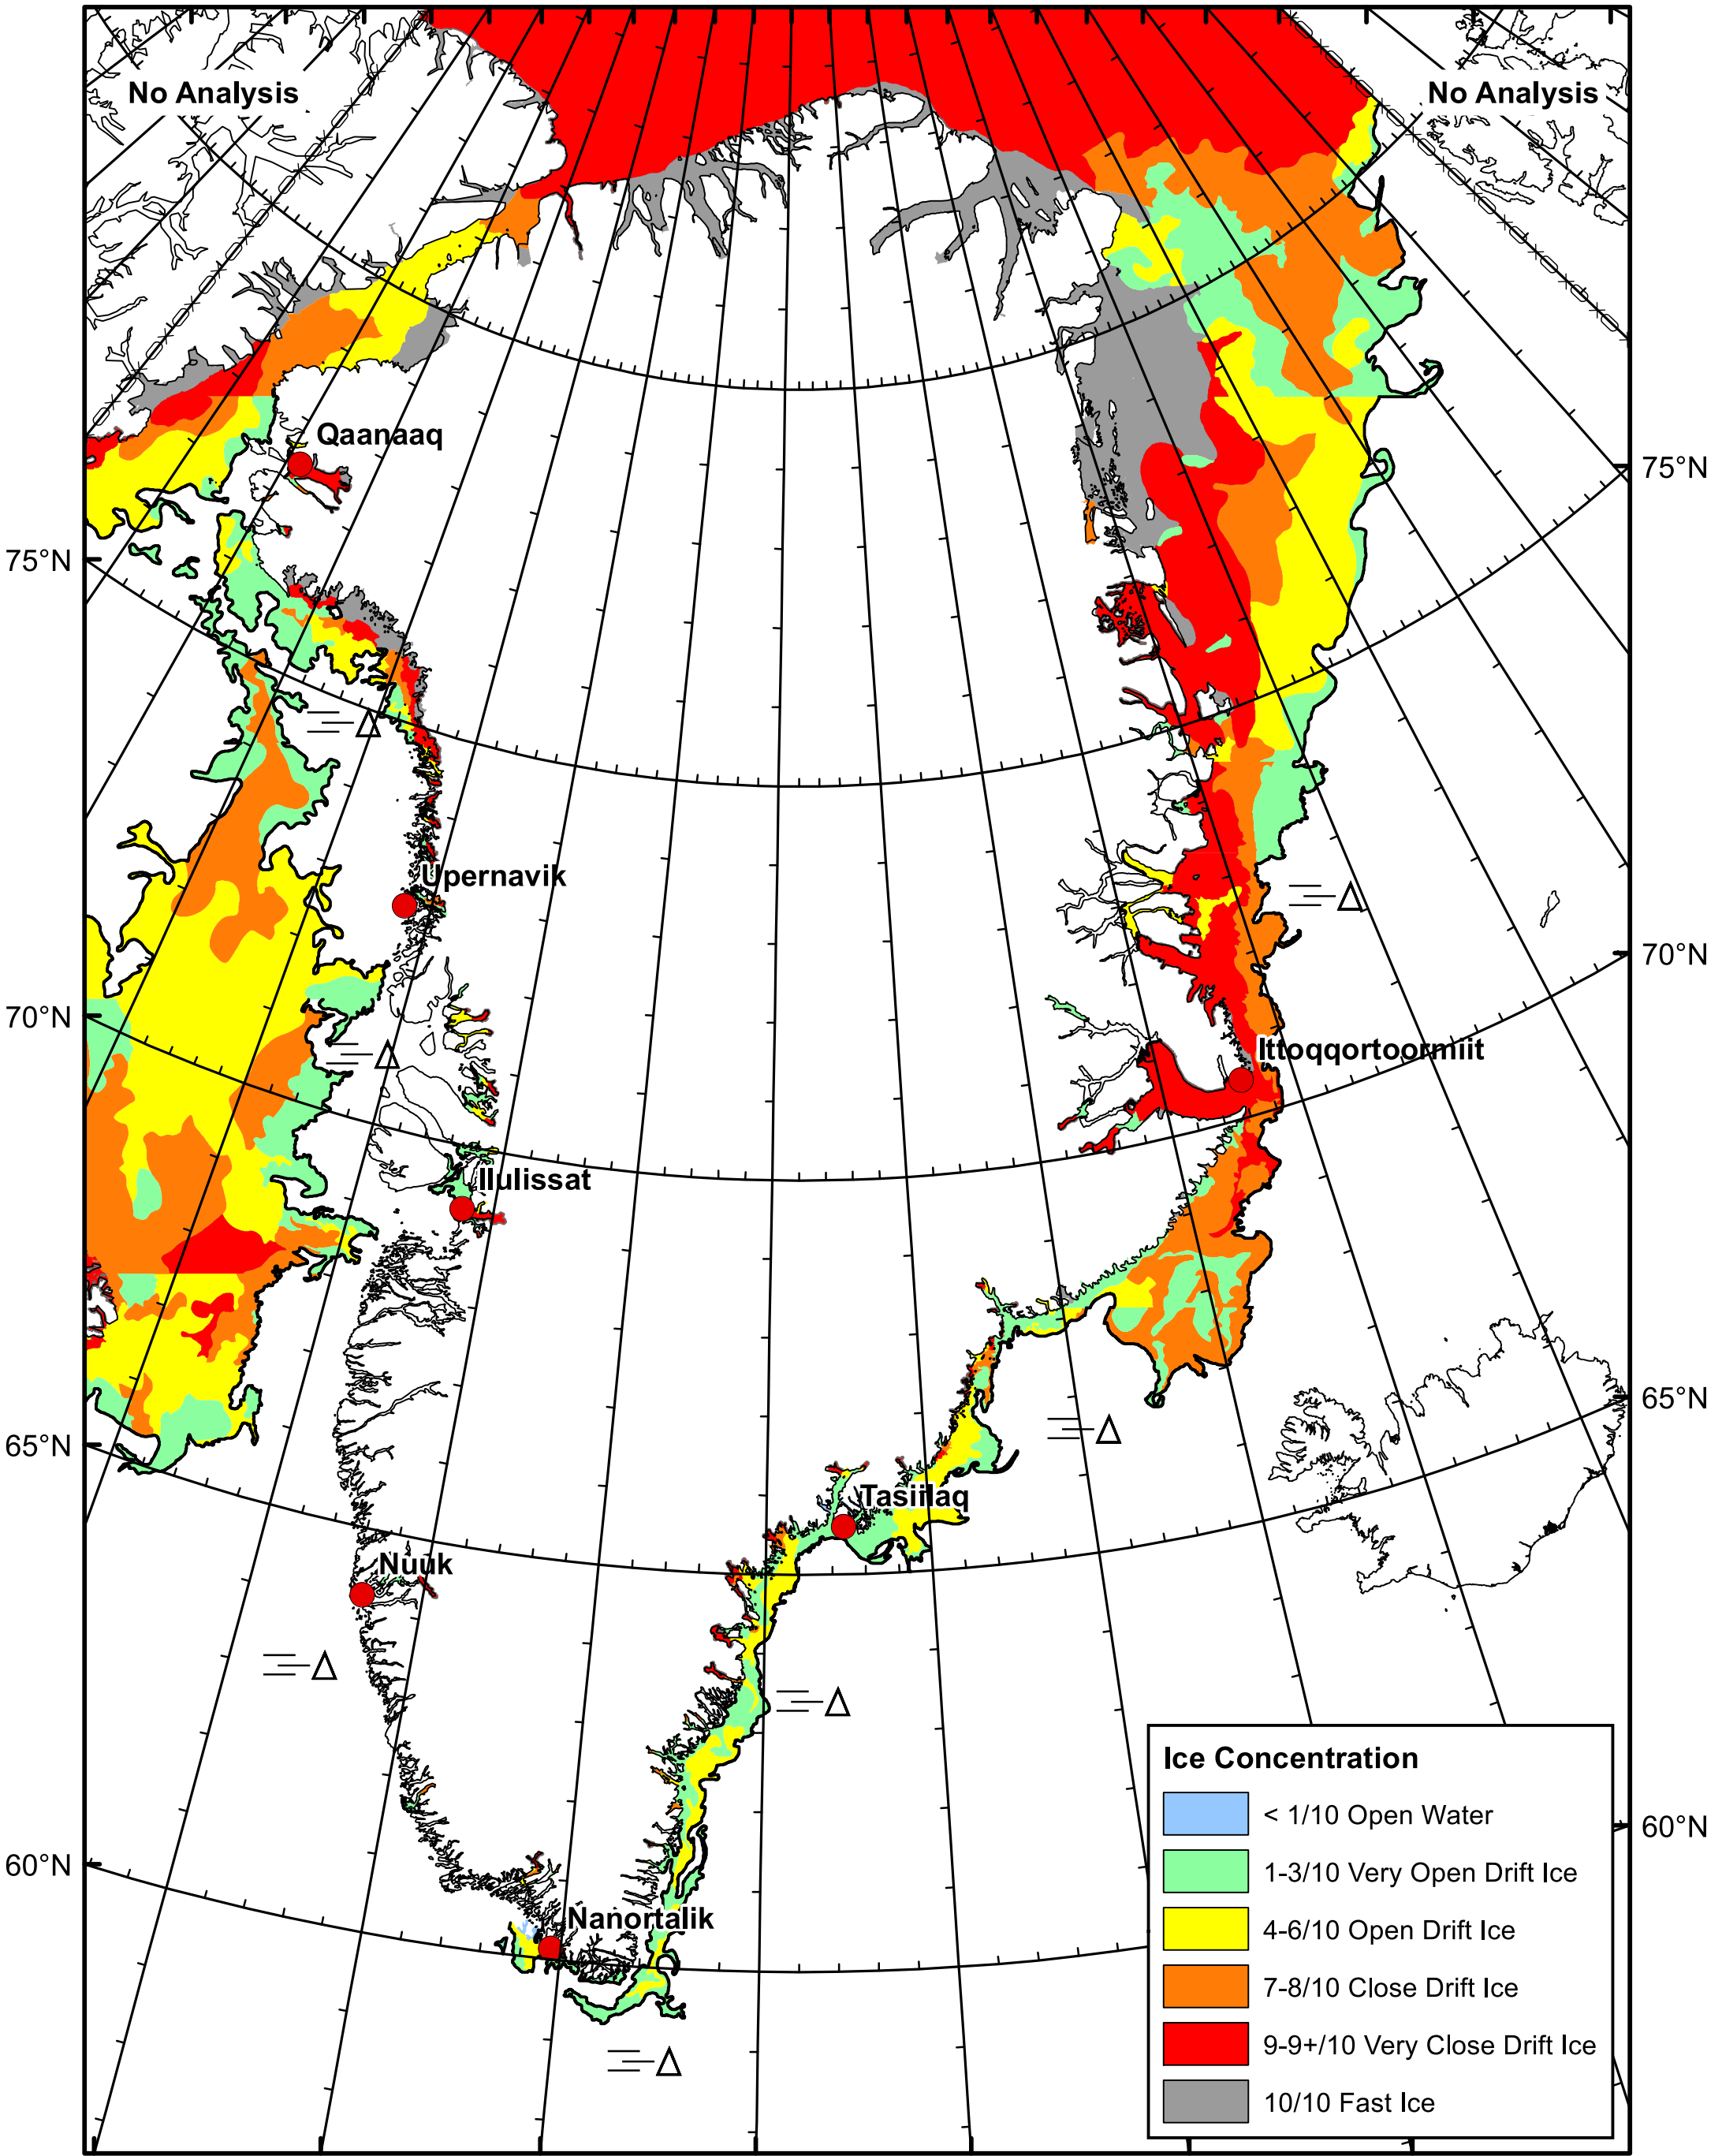 No Analysis
No Analysis
Qaanaaq
75°N
75°N
Upernavik
70°N
70°N
Ittoqqortoormiit
Ilulissat
65°N
65°N
Tasiilaq
Nuuk
60°N
60°N
Nanortalik
Ice Concentration
< 1/10 Open Water
1-3/10 Very Open Drift Ice
4-6/10 Open Drift Ice
7-8/10 Close Drift Ice
9-9+/10 Very Close Drift Ice
10/10 Fast Ice